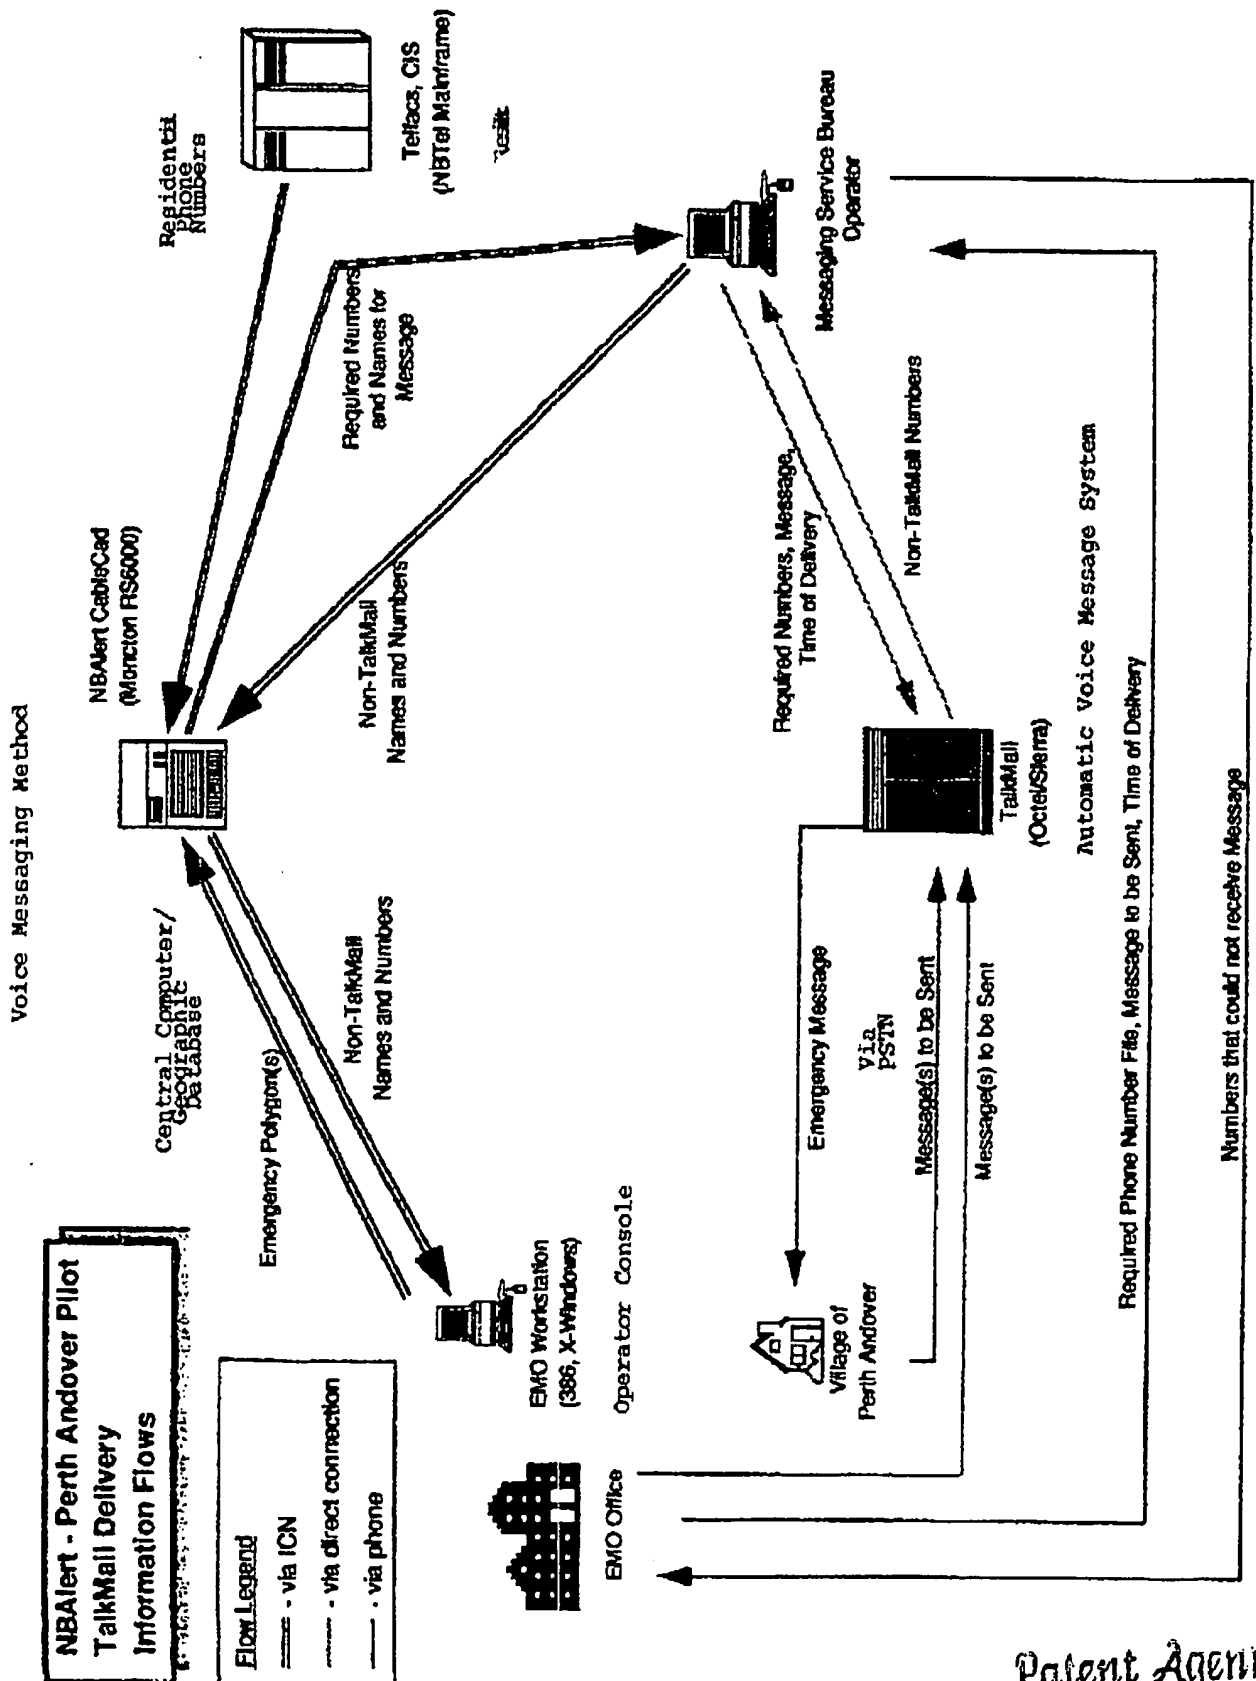 Voice Messaging Method
NBAlert - Perth Andover Pilot
TalkMail Delivery
Information Flows
Flow Legend
- via ICN
- via direct connection
- via phone
Central Computer/
Geographic
Database
NBAlert CableCad
(Moncton RS6000)
Phone
Numbers
Telfacs, CIS
(NBTel Mainframe)
Emergency Polygon(s)
Non-TalkMail
Names and Numbers
Required Numbers
and Names for
Message
Non-TalkMail
Names and Numbers
EMO Workstation
(386, X-Windows)
Operator Console
Messaging Service Bureau
Operator
Required Numbers, Message,
Time of Delivery
Non-TalkMail Numbers
EMO Office
Village of
Perth Andover
Emergency Message
Via
PSTN
Message(s) to be Sent
Message(s) to be Sent
TalkMail
(Octel/Sierra)
Automatic Voice Message System
Required Phone Number File, Message to be Sent, Time of Delivery
Numbers that could not receive Message
Patent Agent